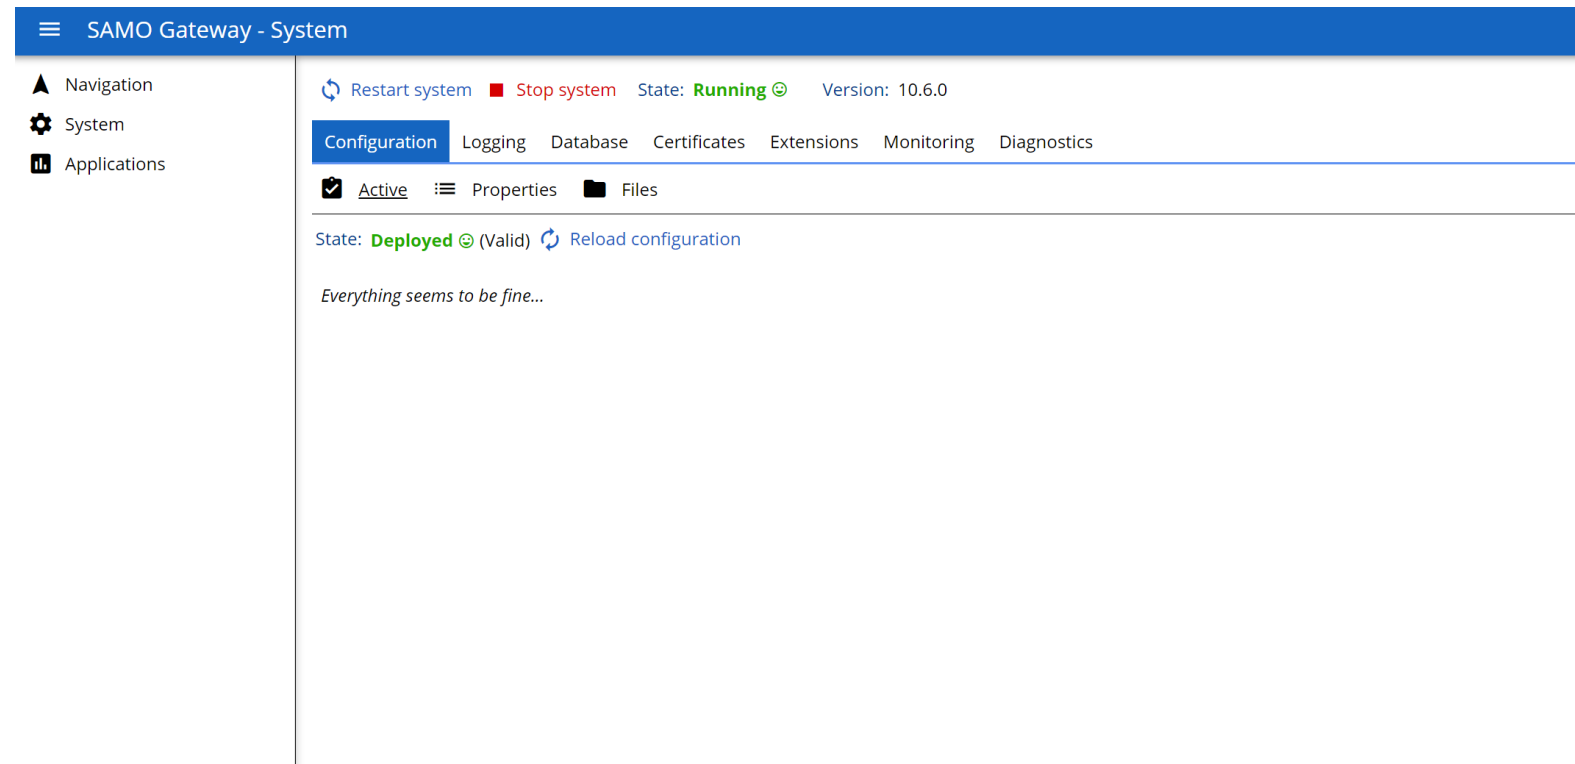 SAMO Gateway - System
Navigation
System
Applications
Restart system Stop system State: Running Version: 10.6.0
Configuration Logging Database Certificates Extensions Monitoring Diagnostics
Active Properties Files
State: Deployed (Valid) Reload configuration
Everything seems to be fine...